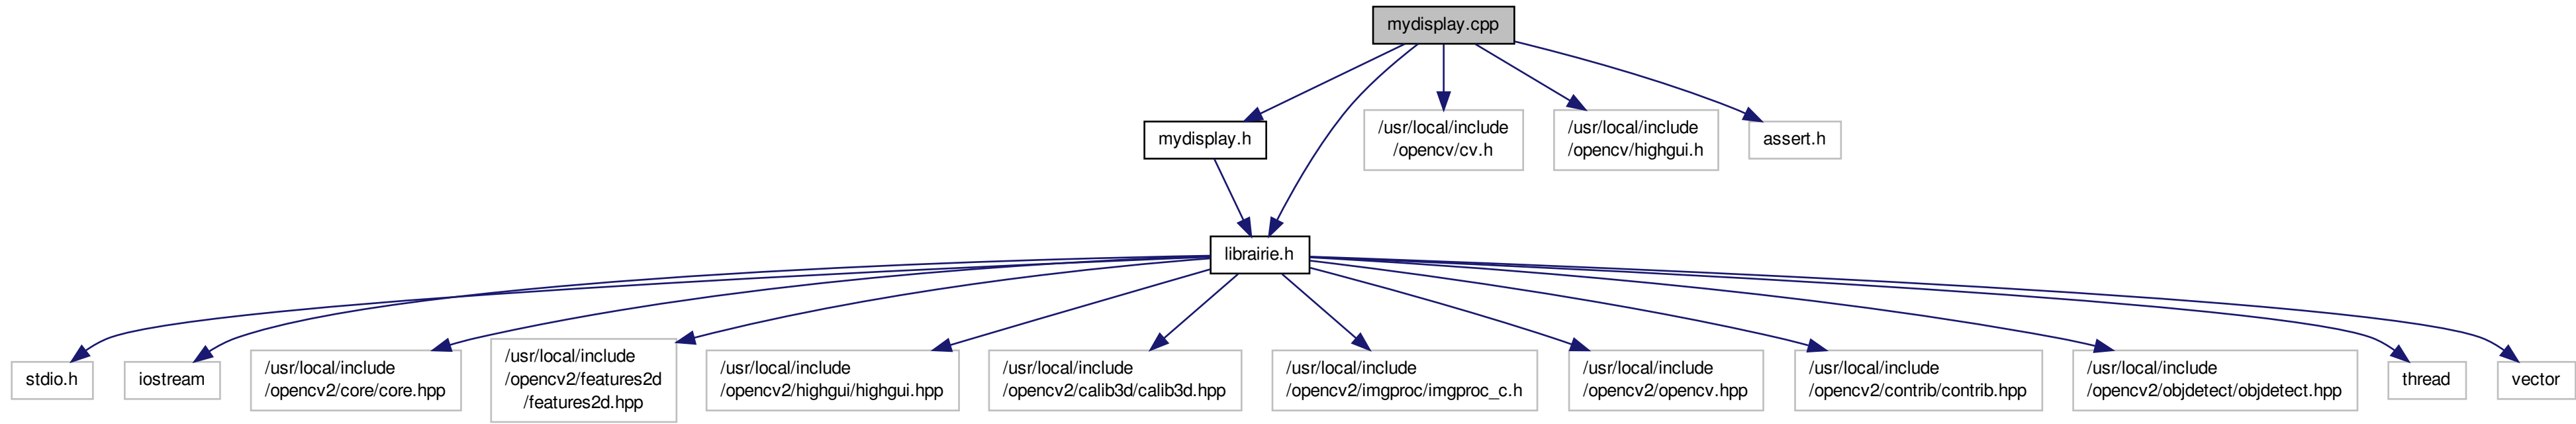 mydisplay.cpp
mydisplay.h
/usr/local/include
/opencv/cv.h
/usr/local/include
/opencv/highgui.h
assert.h
librairie.h
stdio.h
iostream
/usr/local/include
/opencv2/core/core.hpp
/usr/local/include
/opencv2/features2d
/features2d.hpp
/usr/local/include
/opencv2/highgui/highgui.hpp
/usr/local/include
/opencv2/calib3d/calib3d.hpp
/usr/local/include
/opencv2/imgproc/imgproc_c.h
/usr/local/include
/opencv2/opencv.hpp
/usr/local/include
/opencv2/contrib/contrib.hpp
/usr/local/include
/opencv2/objdetect/objdetect.hpp
thread
vector